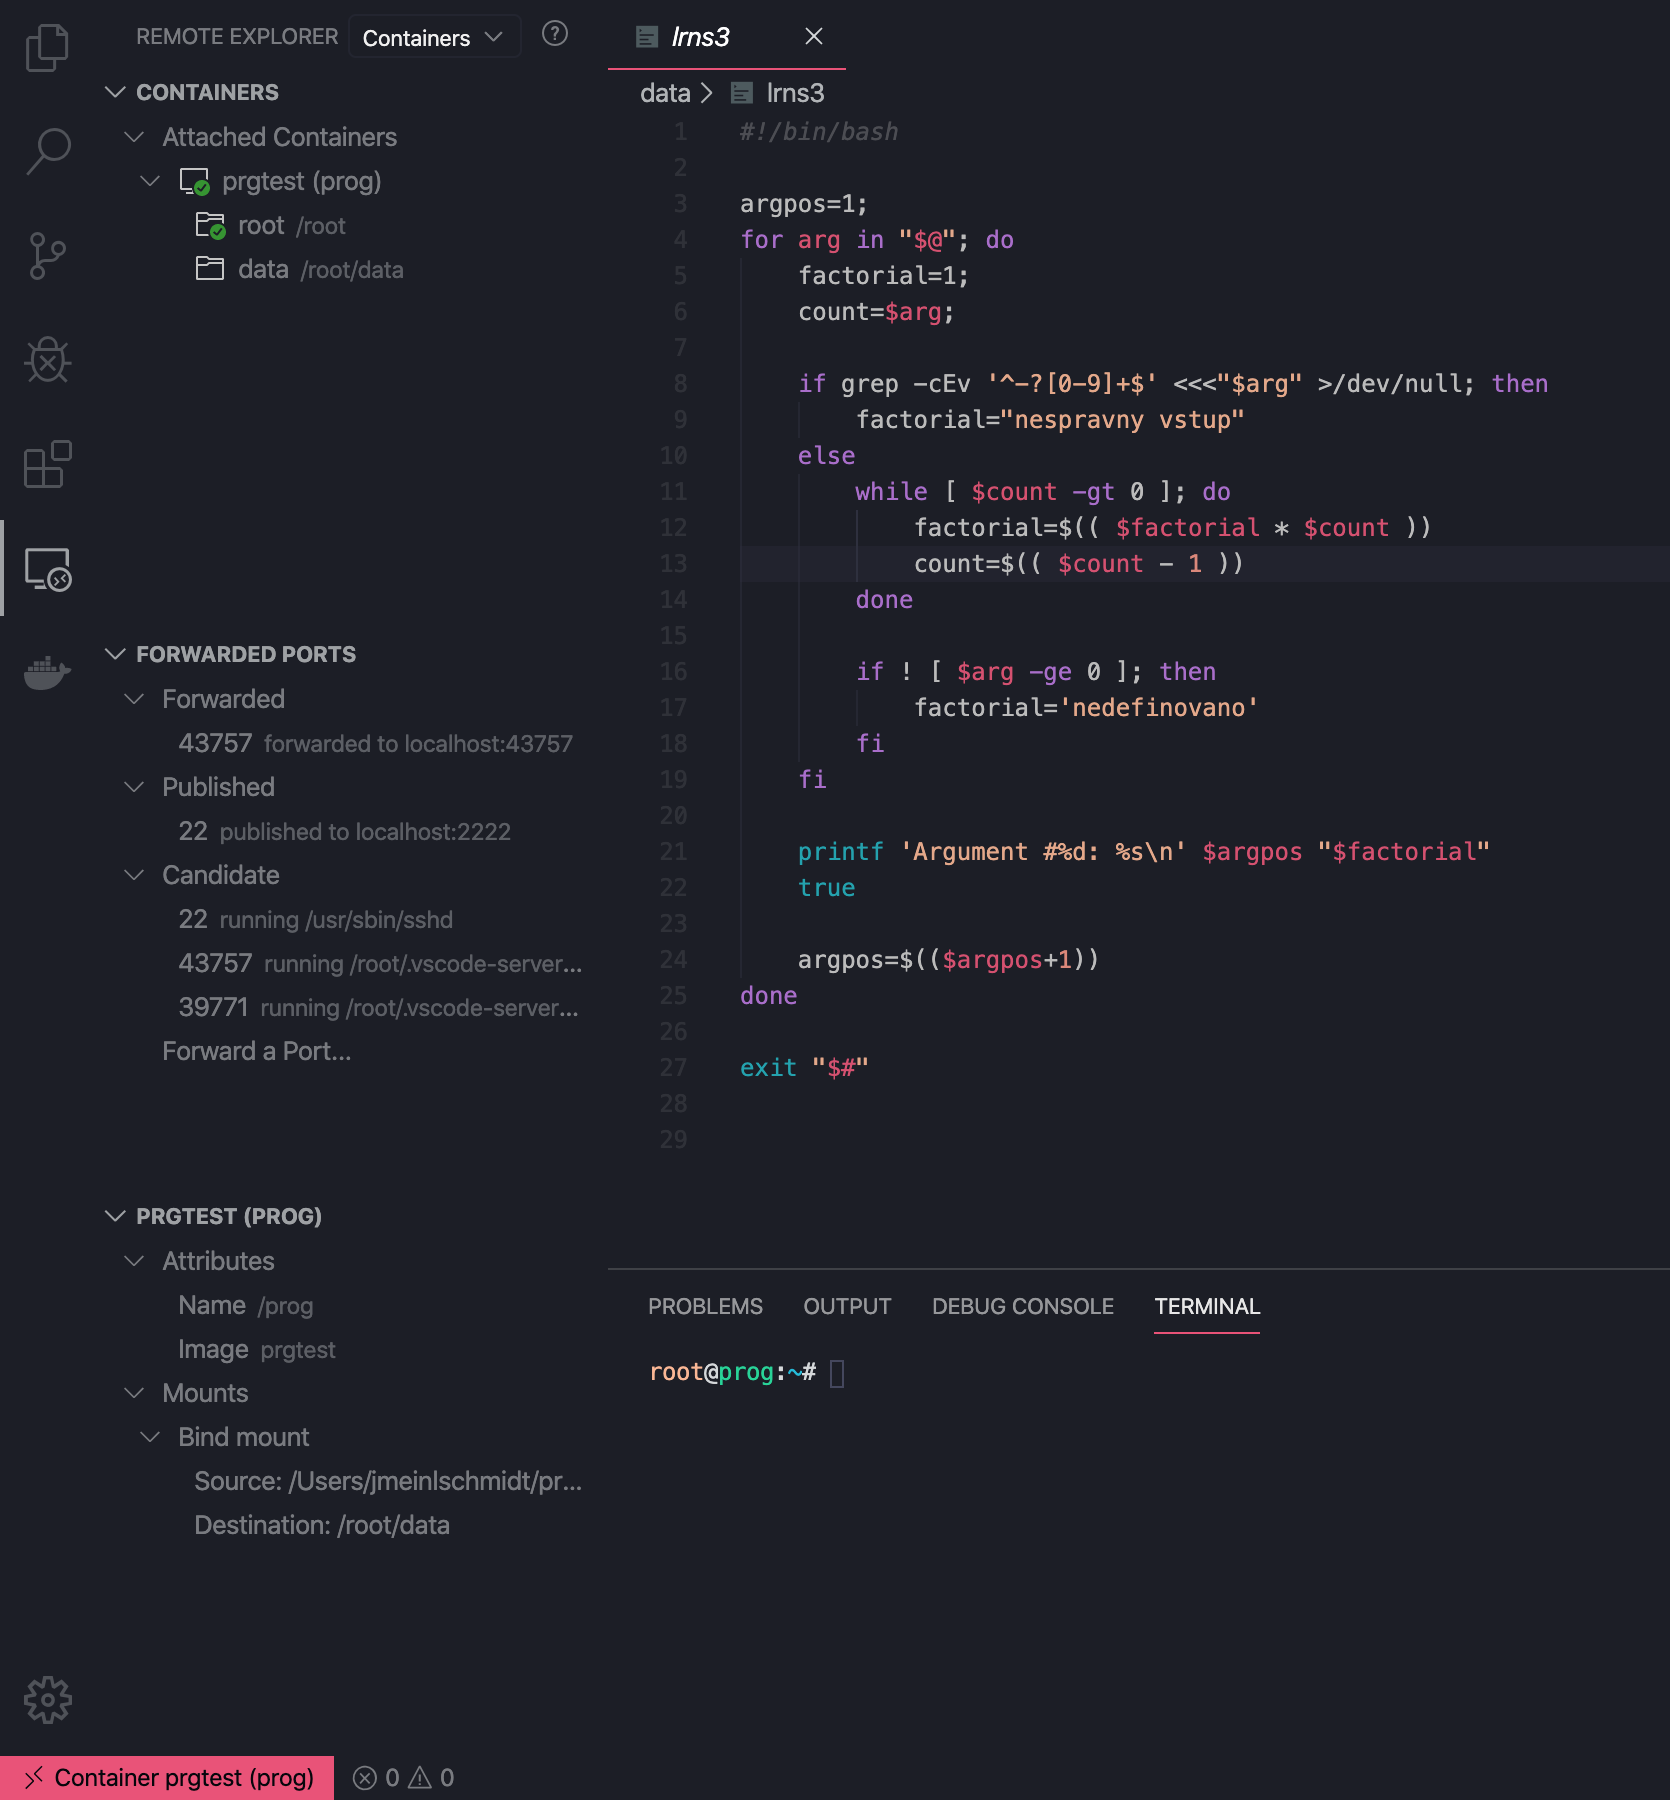 REMOTE EXPLORER Containers
CONTAINERS
Attached Containers
prgtest (prog)
root /root
data /root/data
FORWARDED PORTS
Forwarded
43757 forwarded to localhost:43757
Published
22 published to localhost:2222
Candidate
22 running /usr/sbin/sshd
43757 running /root/.vscode-server...
39771 running /root/.vscode-server...
Forward a Port...
PRGTEST (PROG)
Attributes
Name /prog
Image prgtest
Mounts
Bind mount
Source: /Users/jmeinlschmidt/pr...
Destination: /root/data
lrns3
data > lrns3
1 #!/bin/bash
2
3 argpos=1;
4 for arg in "$@"; do
5 factorial=1;
6 count=$arg;
7
8 if grep -cEv '^-?[0-9]+$' <<<"$arg" >/dev/null; then
9 factorial="nespravny vstup"
10 else
11 while [ $count -gt 0 ]; do
12 factorial=$(( $factorial * $count ))
13 count=$(( $count - 1 ))
14 done
15
16 if ! [ $arg -ge 0 ]; then
17 factorial='nedefinovano'
18 fi
19 fi
20
21 printf 'Argument #%d: %s\n' $argpos "$factorial"
22 true
23
24 argpos=$(($argpos+1))
25 done
26
27 exit "$#"
28
29
PROBLEMS OUTPUT DEBUG CONSOLE TERMINAL
root@prog:~#
Container prgtest (prog) 0 0